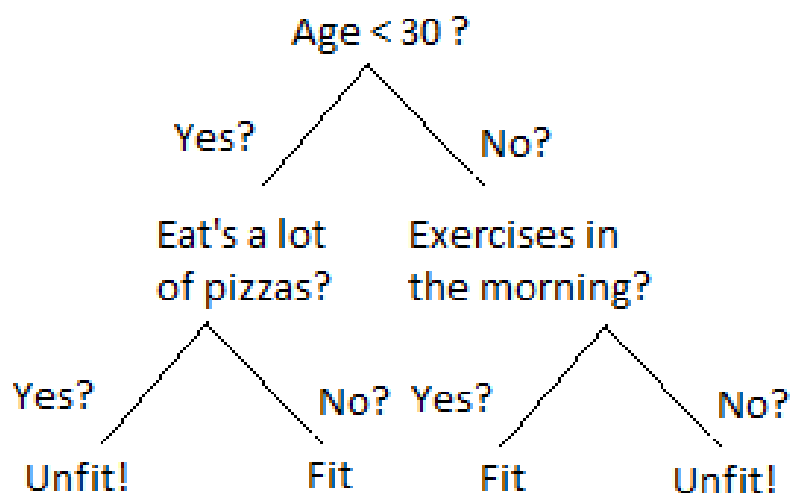 Age < 30 ?
Yes?
No?
Eat's a lot
of pizzas?
Exercises in
the morning?
Yes?
No?
Yes?
No?
Unfit!
Fit
Fit
Unfit!